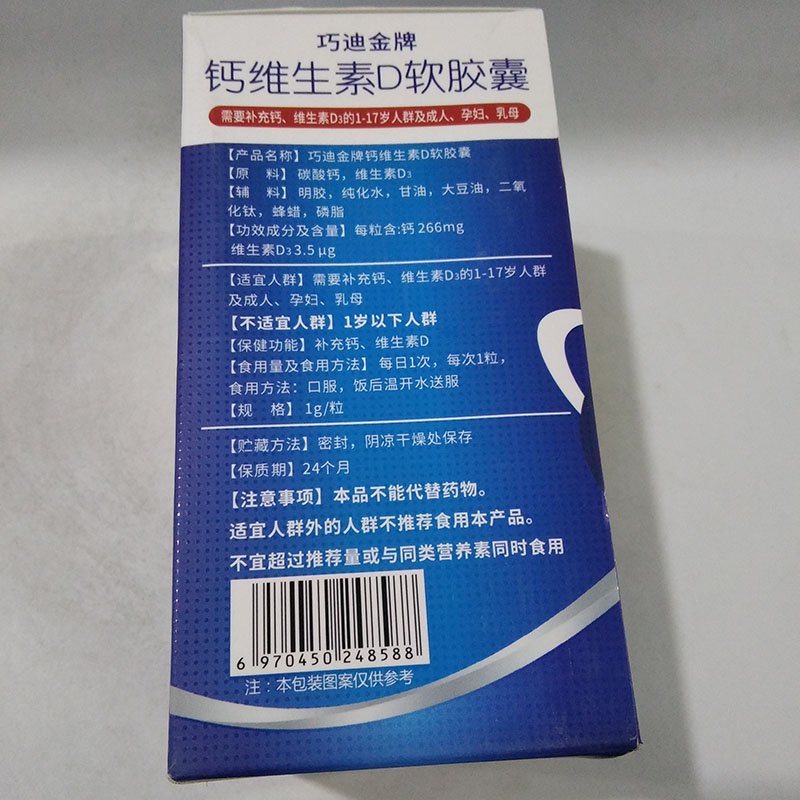 巧迪金牌
钙维生素D软胶囊
需要补充钙、维生素D3的1-17岁人群及成人、孕妇、乳母
【产品名称】巧迪金牌钙维生素D软胶囊
【原　料】碳酸钙，维生素D3
【辅　料】明胶，纯化水，甘油，大豆油，二氧
化钛，蜂蜡，磷脂
【功效成分及含量】每粒含:钙266mg
维生素D3 3.5 μg
【适宜人群】需要补充钙、维生素D3的1-17岁人群
及成人、孕妇、乳母
【不适宜人群】1岁以下人群
【保健功能】补充钙、维生素D
【食用量及食用方法】每日1次，每次1粒，
食用方法：口服，饭后温开水送服
【规　格】1g/粒
【贮藏方法】密封，阴凉干燥处保存
【保质期】24个月
【注意事项】本品不能代替药物。
适宜人群外的人群不推荐食用本产品。
不宜超过推荐量或与同类营养素同时食用
6 970450 248588
注：本包装图案仅供参考